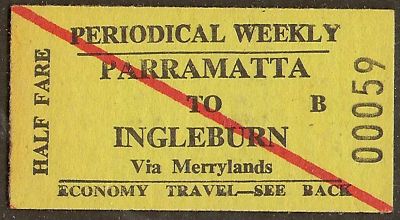 PERIODICAL WEEKLY
HALF FARE
PARRAMATTA
TO B
INGLEBURN
Via Merrylands
ECONOMY TRAVEL—SEE BACK
00059